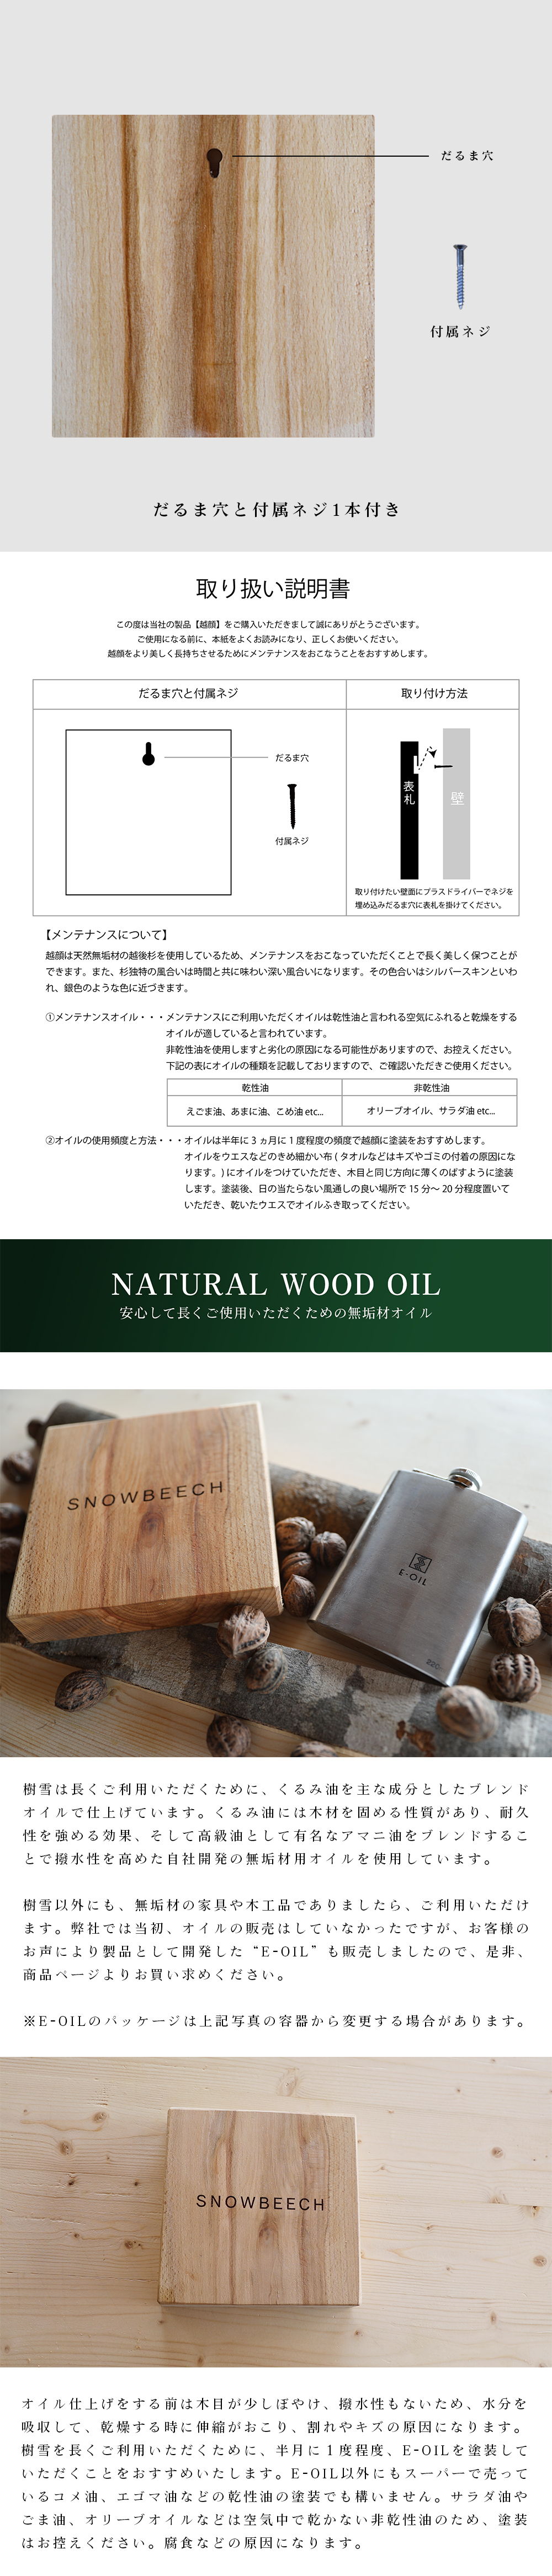 だるま穴
付属ネジ
だるま穴と付属ネジ1本付き
取り扱い説明書
この度は当社の製品【越顔】をご購入いただきまして誠にありがとうございます。
ご使用になる前に、本紙をよくお読みになり、正しくお使いください。
越顔をより美しく長持ちさせるためにメンテナンスをおこなうことをおすすめします。
だるま穴と付属ネジ
取り付け方法
だるま穴
付属ネジ
表札
壁
取り付けたい壁面にプラスドライバーでネジを
埋め込みだるま穴に表札を掛けてください。
【メンテナンスについて】
越顔は天然無垢材の越後杉を使用しているため、メンテナンスをおこなっていただくことで長く美しく保つことが
できます。また、杉独特の風合いは時間と共に味わい深い風合いになります。その色合いはシルバースキンといわ
れ、銀色のような色に近づきます。
①メンテナンスオイル・・・メンテナンスにご利用いただくオイルは乾性油と言われる空気にふれると乾燥をする
オイルが適していると言われています。
非乾性油を使用しますと劣化の原因になる可能性がありますので、お控えください。
下記の表にオイルの種類を記載しておりますので、ご確認いただきご使用ください。
乾性油
非乾性油
えごま油、あまに油、こめ油 etc...
オリーブオイル、サラダ油 etc...
②オイルの使用頻度と方法・・・オイルは半年に 3 ヵ月に 1 度程度の頻度で越顔に塗装をおすすめします。
オイルをウエスなどのきめ細かい布 ( タオルなどはキズやゴミの付着の原因にな
ります。) にオイルをつけていただき、木目と同じ方向に薄くのばすように塗装
します。塗装後、日の当たらない風通しの良い場所で 15 分～ 20 分程度置いて
いただき、乾いたウエスでオイルふき取ってください。
NATURAL WOOD OIL
安心して長くご使用いただくための無垢材オイル
SNOWBEECH
E-OIL
220
樹雪は長くご利用いただくために、くるみ油を主な成分としたブレンド
オイルで仕上げています。くるみ油には木材を固める性質があり、耐久
性を強める効果、そして高級油として有名なアマニ油をブレンドするこ
とで撥水性を高めた自社開発の無垢材用オイルを使用しています。
樹雪以外にも、無垢材の家具や木工品でありましたら、ご利用いただけ
ます。弊社では当初、オイルの販売はしていなかったですが、お客様の
お声により製品として開発した“E-OIL”も販売しましたので、是非、
商品ページよりお買い求めください。
※E-OILのパッケージは上記写真の容器から変更する場合があります。
SNOWBEECH
オイル仕上げをする前は木目が少しぼやけ、撥水性もないため、水分を
吸収して、乾燥する時に伸縮がおこり、割れやキズの原因になります。
樹雪を長くご利用いただくために、半月に1度程度、E-OILを塗装して
いただくことをおすすめいたします。E-OIL以外にもスーパーで売って
いるコメ油、エゴマ油などの乾性油の塗装でも構いません。サラダ油や
ごま油、オリーブオイルなどは空気中で乾かない非乾性油のため、塗装
はお控えください。腐食などの原因になります。